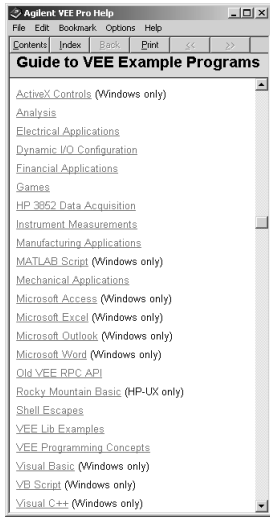 Agilent VEE Pro Help
File Edit Bookmark Options Help
Contents Index Back Print << >>
Guide to VEE Example Programs
ActiveX Controls (Windows only)
Analysis
Electrical Applications
Dynamic I/O Configuration
Financial Applications
Games
HP 3852 Data Acquisition
Instrument Measurements
Manufacturing Applications
MATLAB Script (Windows only)
Mechanical Applications
Microsoft Access (Windows only)
Microsoft Excel (Windows only)
Microsoft Outlook (Windows only)
Microsoft Word (Windows only)
Old VEE RPC API
Rocky Mountain Basic (HP-UX only)
Shell Escapes
VEE Lib Examples
VEE Programming Concepts
Visual Basic (Windows only)
VB Script (Windows only)
Visual C++ (Windows only)